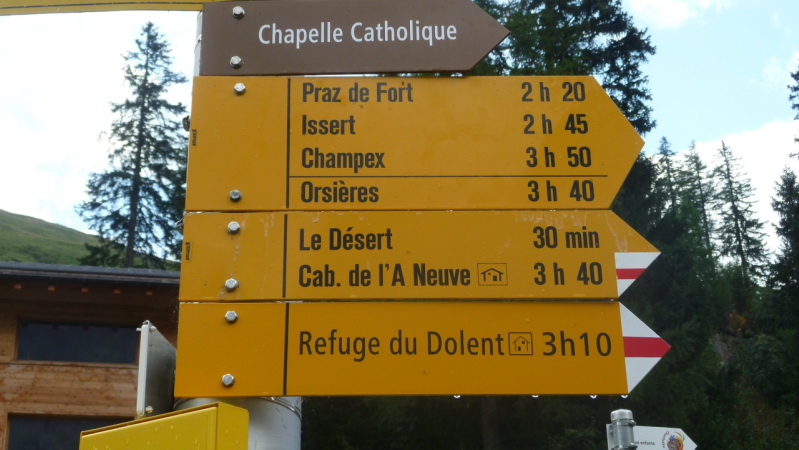 Chapelle Catholique
Praz de Fort 2 h 20
Issert 2 h 45
Champex 3 h 50
Orsières 3 h 40
Le Désert 30 min
Cab. de l'A Neuve 3 h 40
Refuge du Dolent 3h10